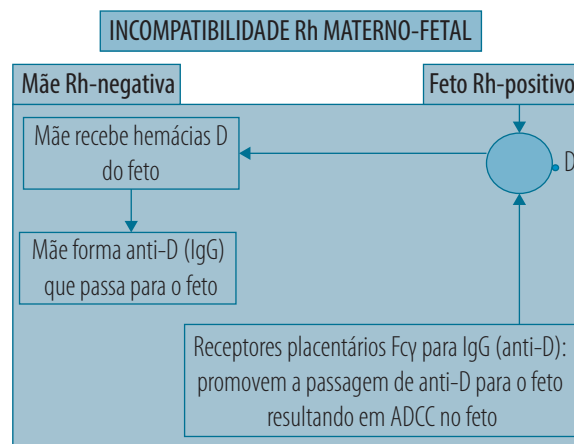 INCOMPATIBILIDADE Rh MATERNO-FETAL
Mãe Rh-negativa
Feto Rh-positivo
Mãe recebe hemácias D
do feto
D
Mãe forma anti-D (IgG)
que passa para o feto
Receptores placentários Fcγ para IgG (anti-D):
promovem a passagem de anti-D para o feto
resultando em ADCC no feto